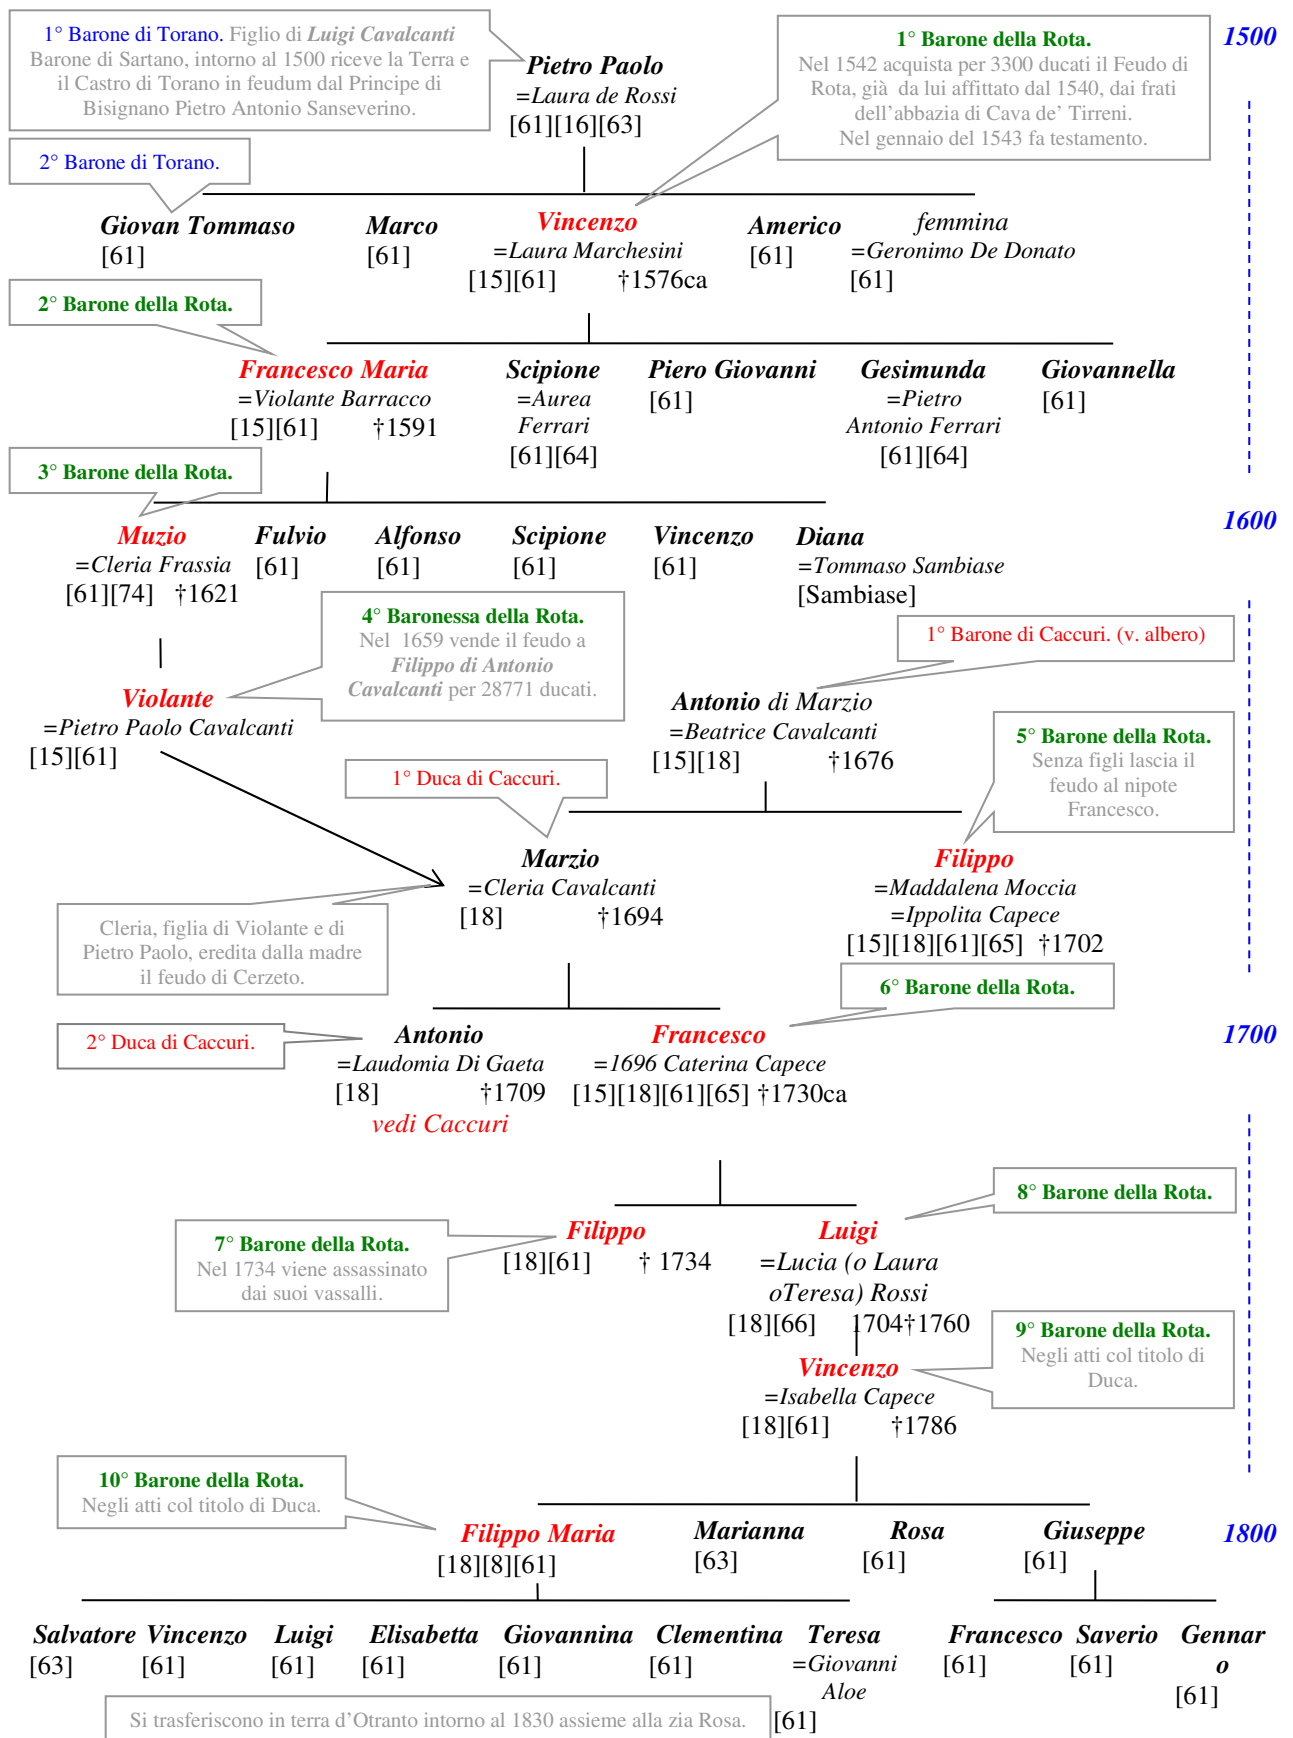 1° Barone di Torano. Figlio di Luigi Cavalcanti
Barone di Sartano, intorno al 1500 riceve la Terra e
il Castro di Torano in feudum dal Principe di
Bisignano Pietro Antonio Sanseverino.
Pietro Paolo
=Laura de Rossi
[61][16][63]
1° Barone della Rota.
Nel 1542 acquista per 3300 ducati il Feudo di
Rota, già da lui affittato dal 1540, dai frati
dell'abbazia di Cava de' Tirreni.
Nel gennaio del 1543 fa testamento.
1500
2° Barone di Torano.
Giovan Tommaso
[61]
Marco
[61]
Vincenzo
=Laura Marchesini
[15][61] †1576ca
Americo
[61]
femmina
=Geronimo De Donato
[61]
2° Barone della Rota.
Francesco Maria
=Violante Barracco
[15][61] †1591
Scipione
=Aurea
Ferrari
[61][64]
Piero Giovanni
[61]
Gesimunda
=Pietro
Antonio Ferrari
[61][64]
Giovannella
[61]
3° Barone della Rota.
1600
Muzio
=Cleria Frassia
[61][74] †1621
Fulvio
[61]
Alfonso
[61]
Scipione
[61]
Vincenzo
[61]
Diana
=Tommaso Sambiase
[Sambiase]
4° Baronessa della Rota.
Nel 1659 vende il feudo a
Filippo di Antonio
Cavalcanti per 28771 ducati.
1° Barone di Caccuri. (v. albero)
Violante
=Pietro Paolo Cavalcanti
[15][61]
Antonio di Marzio
=Beatrice Cavalcanti
[15][18] †1676
5° Barone della Rota.
Senza figli lascia il
feudo al nipote
Francesco.
1° Duca di Caccuri.
Marzio
=Cleria Cavalcanti
[18] †1694
Filippo
=Maddalena Moccia
=Ippolita Capece
[15][18][61][65] †1702
Cleria, figlia di Violante e di
Pietro Paolo, eredita dalla madre
il feudo di Cerzeto.
6° Barone della Rota.
2° Duca di Caccuri.
Antonio
=Laudomia Di Gaeta
[18] †1709
vedi Caccuri
Francesco
=1696 Caterina Capece
[15][18][61][65] †1730ca
1700
8° Barone della Rota.
7° Barone della Rota.
Nel 1734 viene assassinato
dai suoi vassalli.
Filippo
[18][61] † 1734
Luigi
=Lucia (o Laura
oTeresa) Rossi
[18][66] 1704†1760
9° Barone della Rota.
Negli atti col titolo di
Duca.
Vincenzo
=Isabella Capece
[18][61] †1786
10° Barone della Rota.
Negli atti col titolo di Duca.
Filippo Maria
[18][8][61]
Marianna
[63]
Rosa
[61]
Giuseppe
[61]
1800
Salvatore
[63]
Vincenzo
[61]
Luigi
[61]
Elisabetta
[61]
Giovannina
[61]
Clementina
[61]
Teresa
=Giovanni
Aloe
[61]
Francesco
[61]
Saverio
[61]
Gennar
o
[61]
Si trasferiscono in terra d'Otranto intorno al 1830 assieme alla zia Rosa.